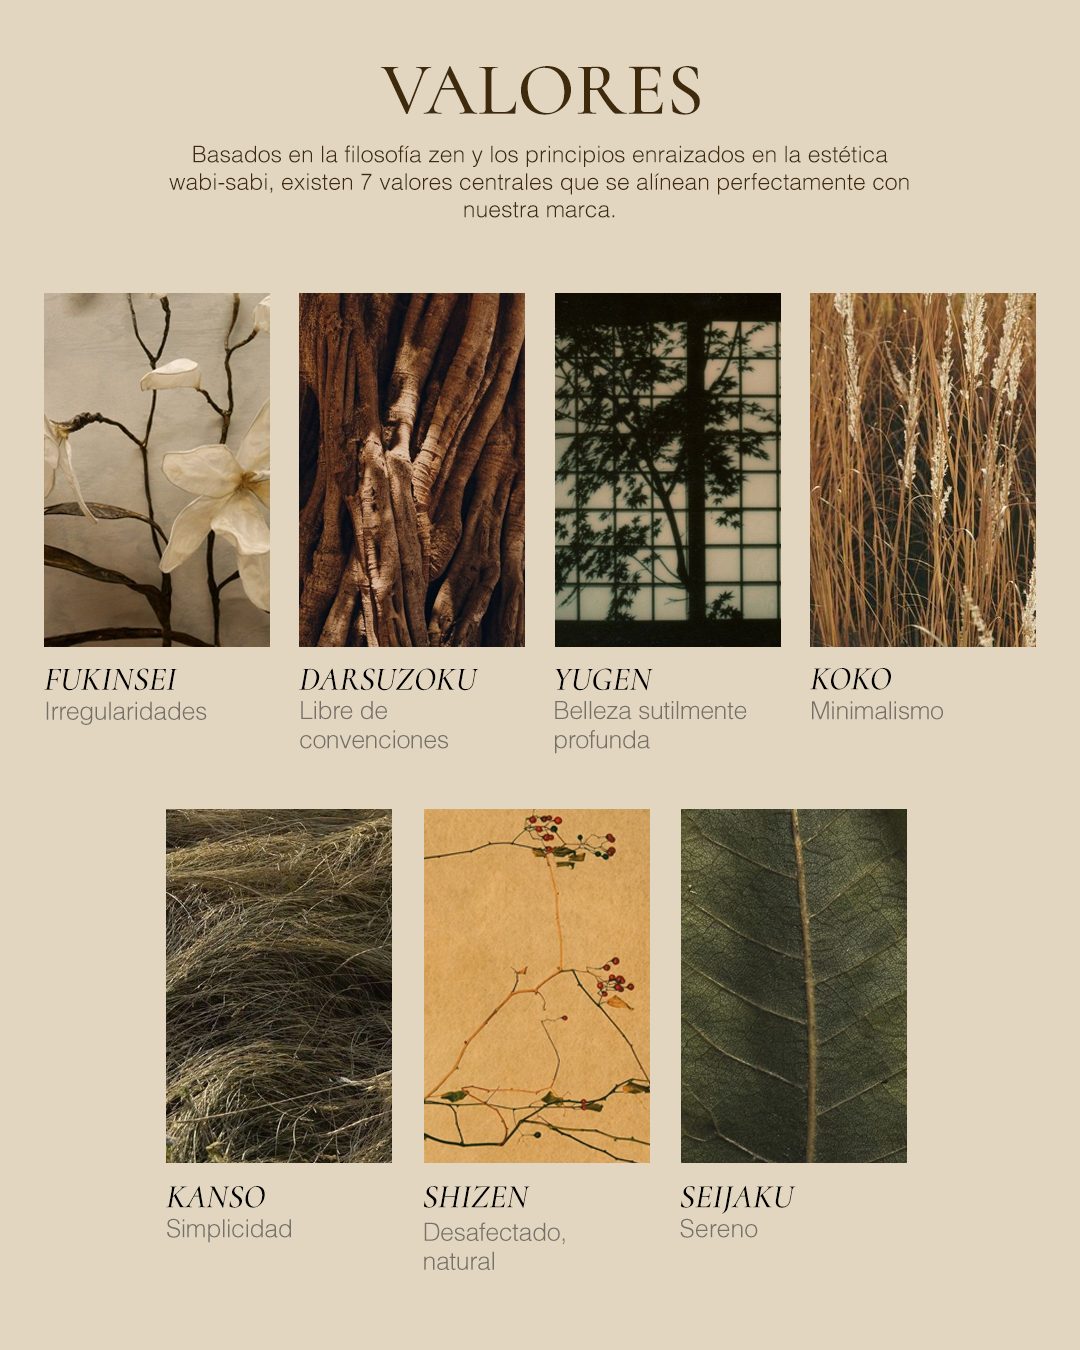 VALORES
Basados en la filosofía zen y los principios enraizados en la estética
wabi-sabi, existen 7 valores centrales que se alínean perfectamente con
nuestra marca.
FUKINSEI
Irregularidades
DARSUZOKU
Libre de
convenciones
YUGEN
Belleza sutilmente
profunda
KOKO
Minimalismo
KANSO
Simplicidad
SHIZEN
Desafectado,
natural
SEIJAKU
Sereno